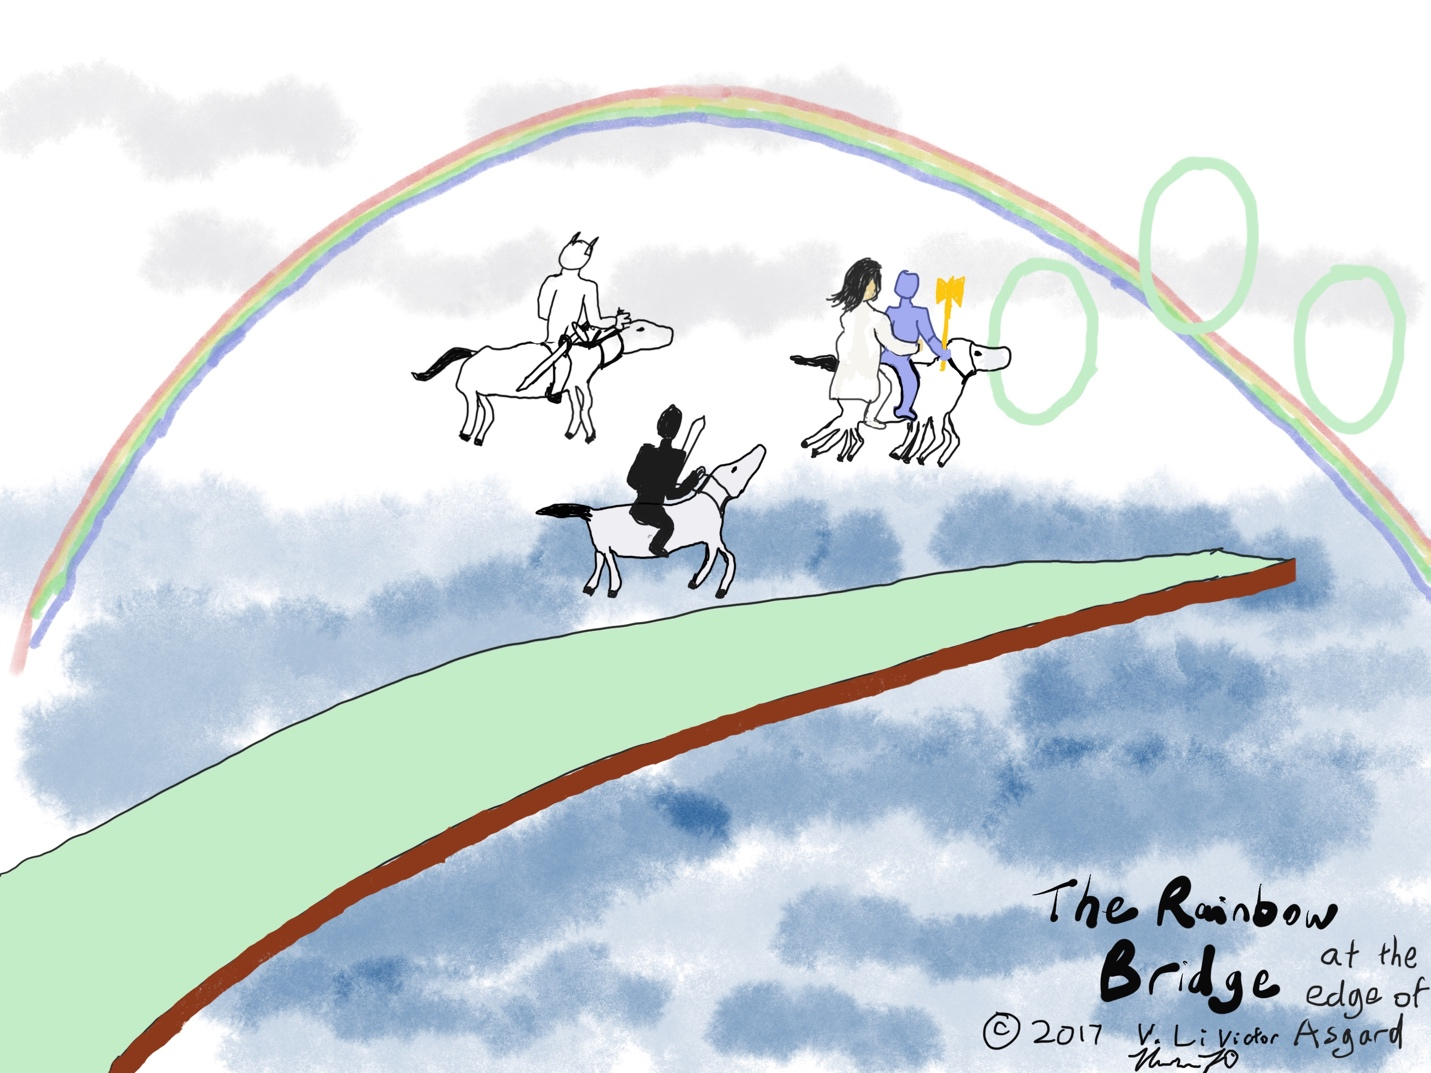 The Rainbow
Bridge at the
edge of
© 2017 V. Li Victor Asgard